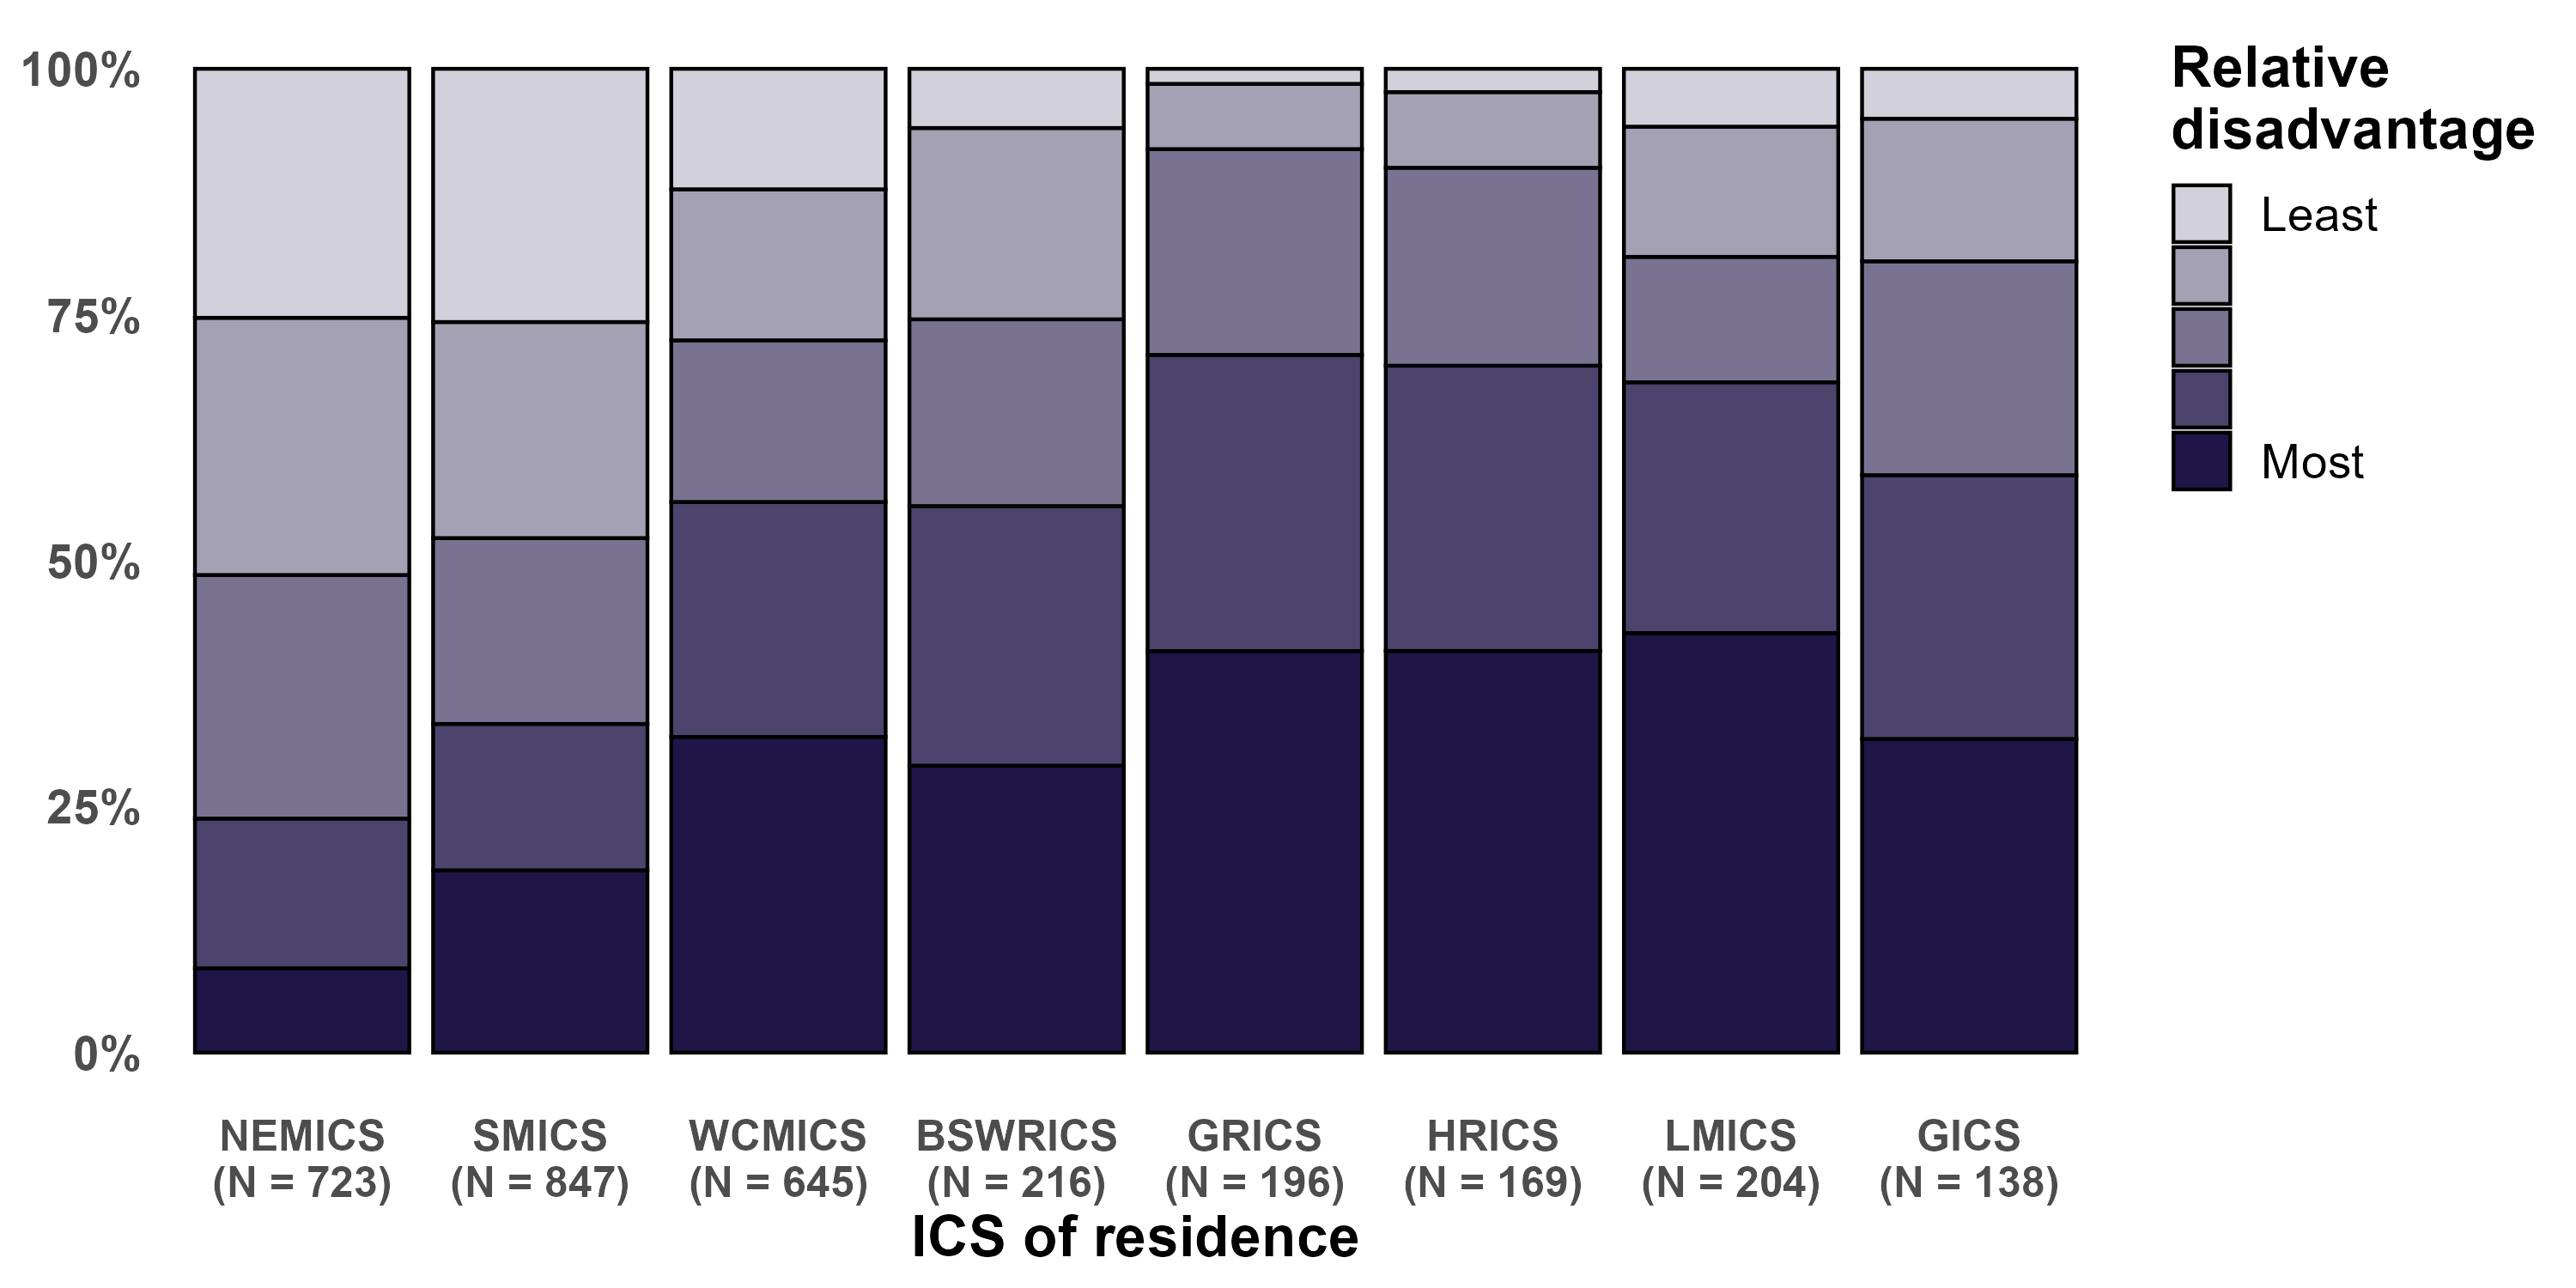 100%
75%
50%
25%
0%
NEMICS
(N = 723)
SMICS
(N = 847)
WCMICS
(N = 645)
BSWRICS
(N = 216)
GRICS
(N = 196)
HRICS
(N = 169)
LMICS
(N = 204)
GICS
(N = 138)
ICS of residence
Relative
disadvantage
Least
Most